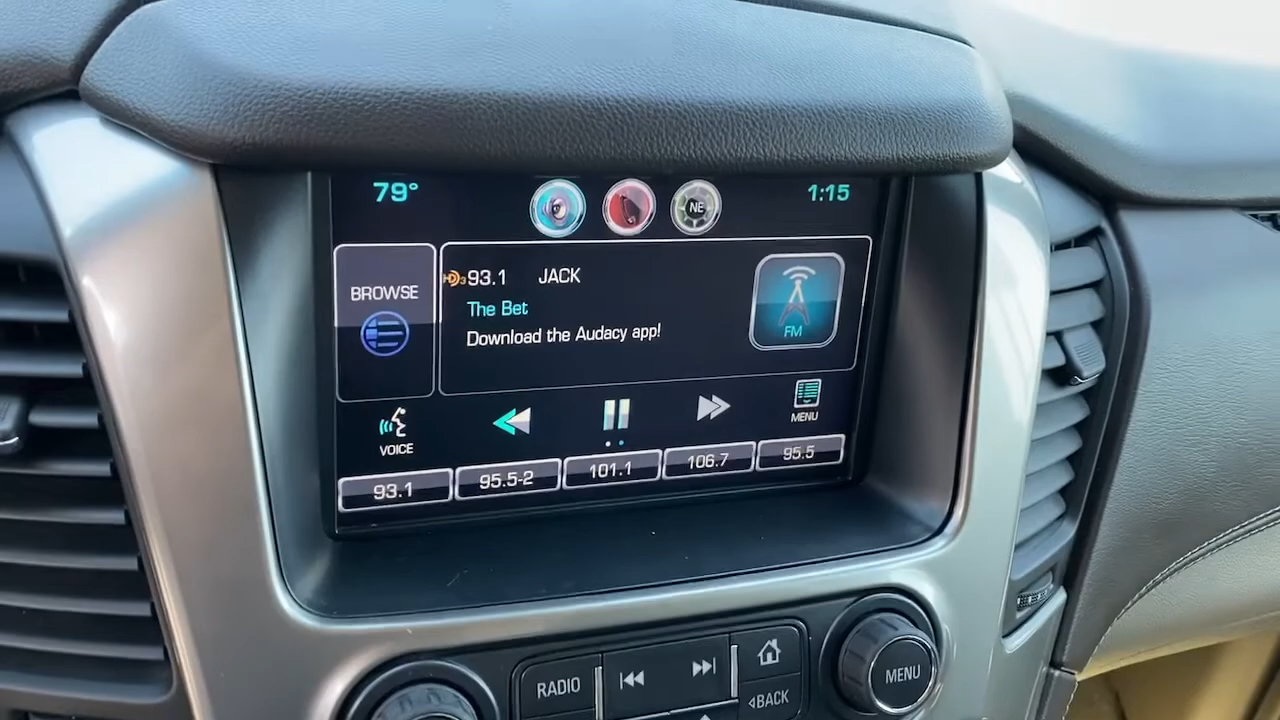 79°
NE
1:15
BROWSE
HD3 93.1 JACK
The Bet
Download the Audacy app!
FM
VOICE
MENU
93.1
95.5-2
101.1
106.7
95.5
RADIO
BACK
MENU